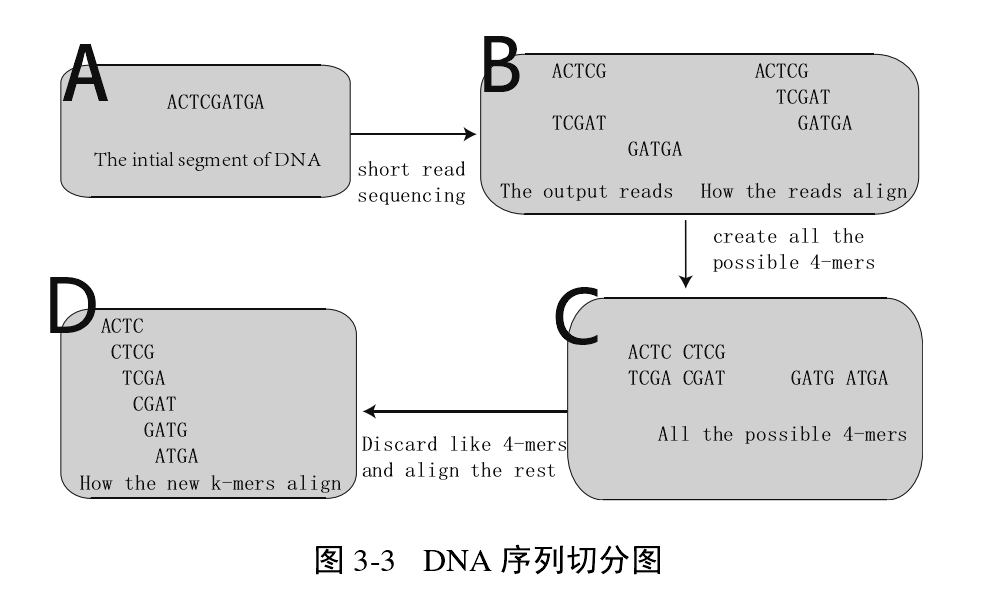 A
ACTCGATGA
The intial segment of DNA
short read
sequencing
B
ACTCG
TCGAT
GATGA
The output reads
ACTCG
TCGAT
GATGA
How the reads align
create all the
possible 4-mers
C
ACTC CTCG
TCGA CGAT GATG ATGA
All the possible 4-mers
Discard like 4-mers
and align the rest
D
ACTC
CTCG
TCGA
CGAT
GATG
ATGA
How the new k-mers align
图 3-3 DNA 序列切分图